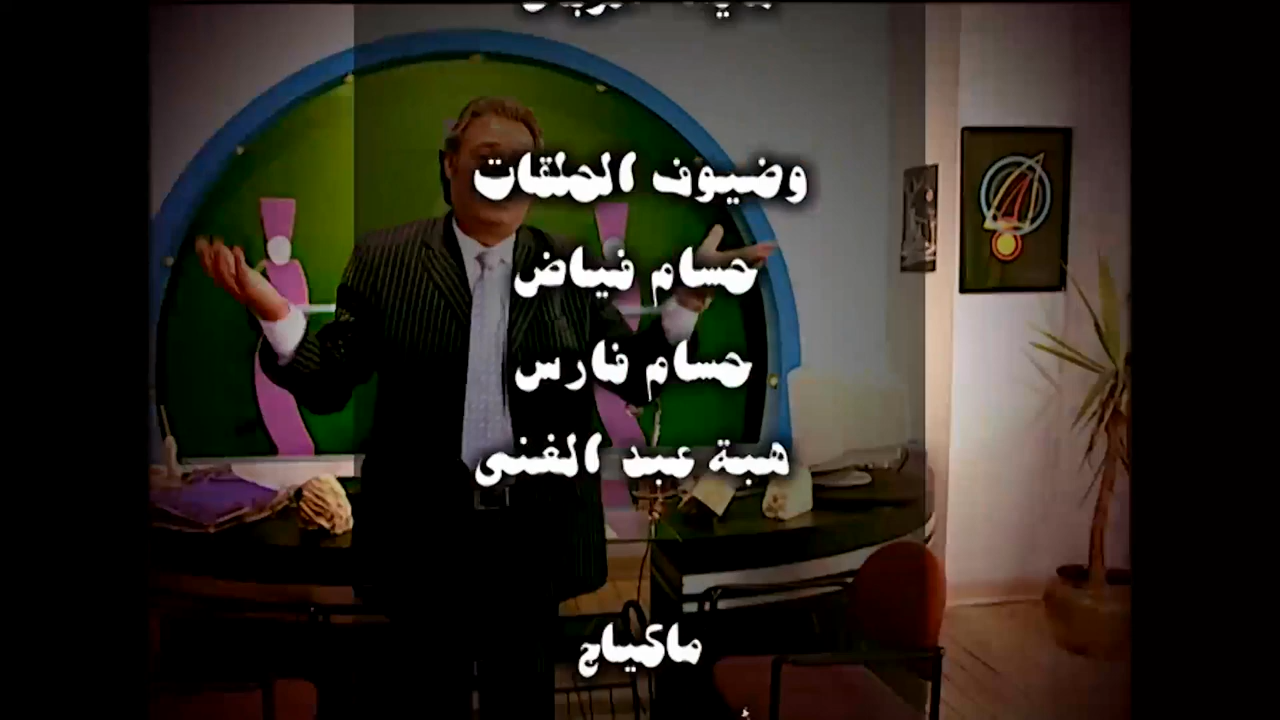 وضيوف الحلقات
حسام فياض
حسام فارس
هبة عبد الغنى
ماكياج